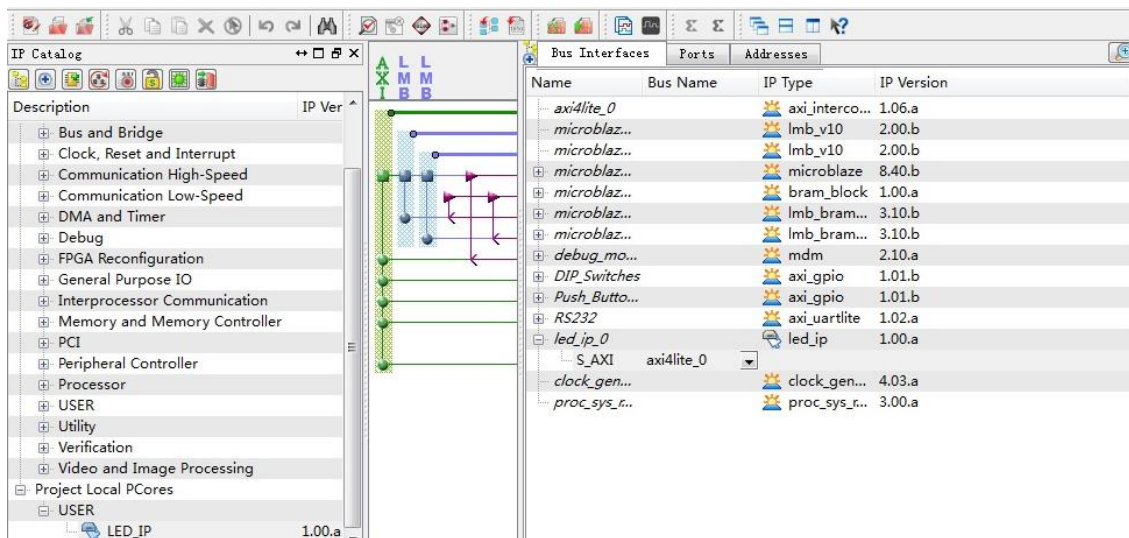 IP Catalog
Description IP Ver
Bus and Bridge
Clock, Reset and Interrupt
Communication High-Speed
Communication Low-Speed
DMA and Timer
Debug
FPGA Reconfiguration
General Purpose IO
Interprocessor Communication
Memory and Memory Controller
PCI
Peripheral Controller
Processor
USER
Utility
Verification
Video and Image Processing
Project Local PCores
USER
LED_IP 1.00.a
A L L
X M M
I B B
Bus Interfaces Ports Addresses
Name Bus Name IP Type IP Version
axi4lite_0 axi_interco... 1.06.a
microblaz... lmb_v10 2.00.b
microblaz... lmb_v10 2.00.b
microblaz... microblaze 8.40.b
microblaz... bram_block 1.00.a
microblaz... lmb_bram... 3.10.b
microblaz... lmb_bram... 3.10.b
debug_mo... mdm 2.10.a
DIP_Switches axi_gpio 1.01.b
Push_Butto... axi_gpio 1.01.b
RS232 axi_uartlite 1.02.a
led_ip_0 led_ip 1.00.a
S_AXI axi4lite_0
clock_gen... clock_gen... 4.03.a
proc_sys_r... proc_sys_r... 3.00.a